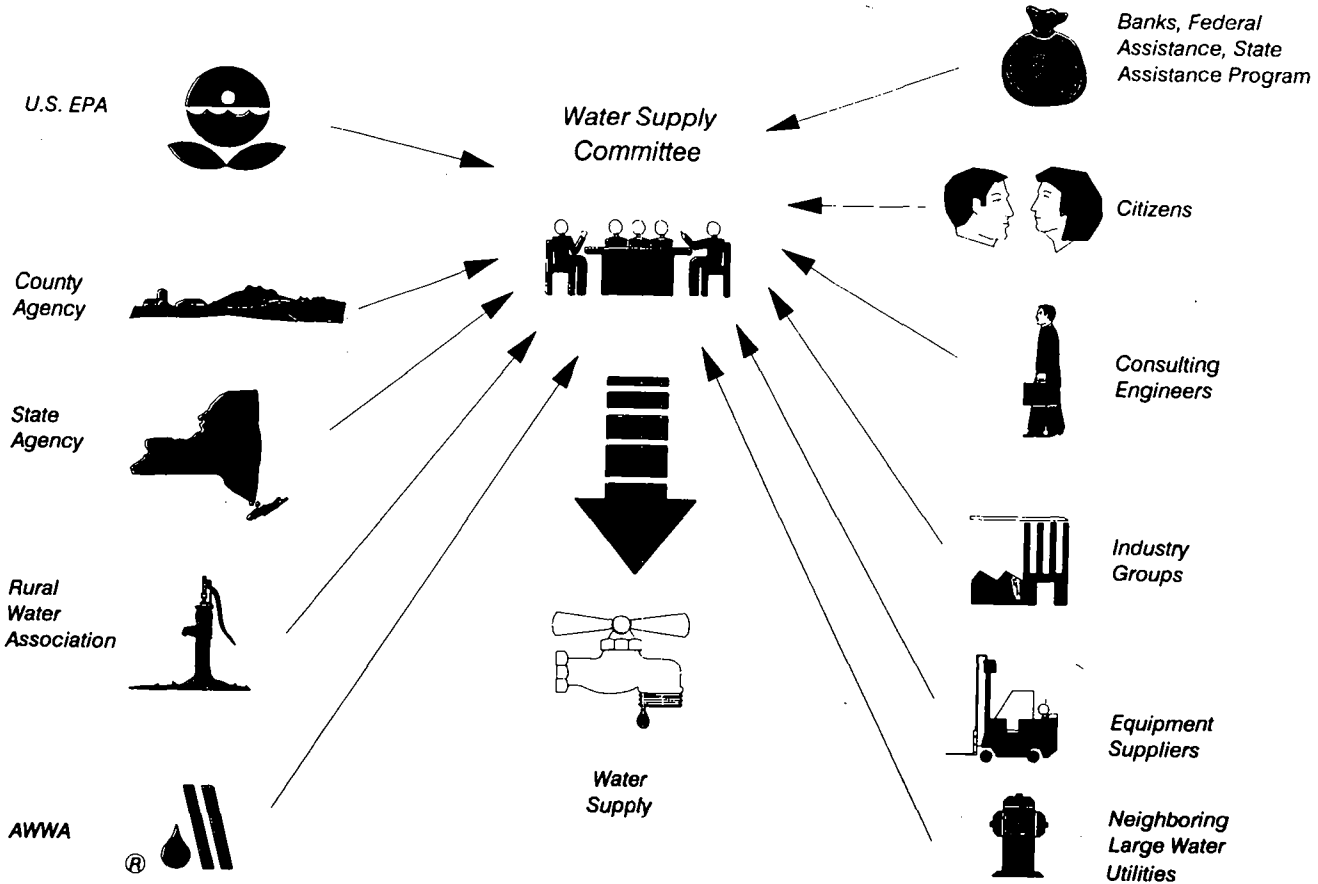 U.S. EPA
County
Agency
State
Agency
Rural
Water
Association
AWWA
®
Water Supply
Committee
Water
Supply
Banks, Federal
Assistance, State
Assistance Program
Citizens
Consulting
Engineers
Industry
Groups
Equipment
Suppliers
Neighboring
Large Water
Utilities